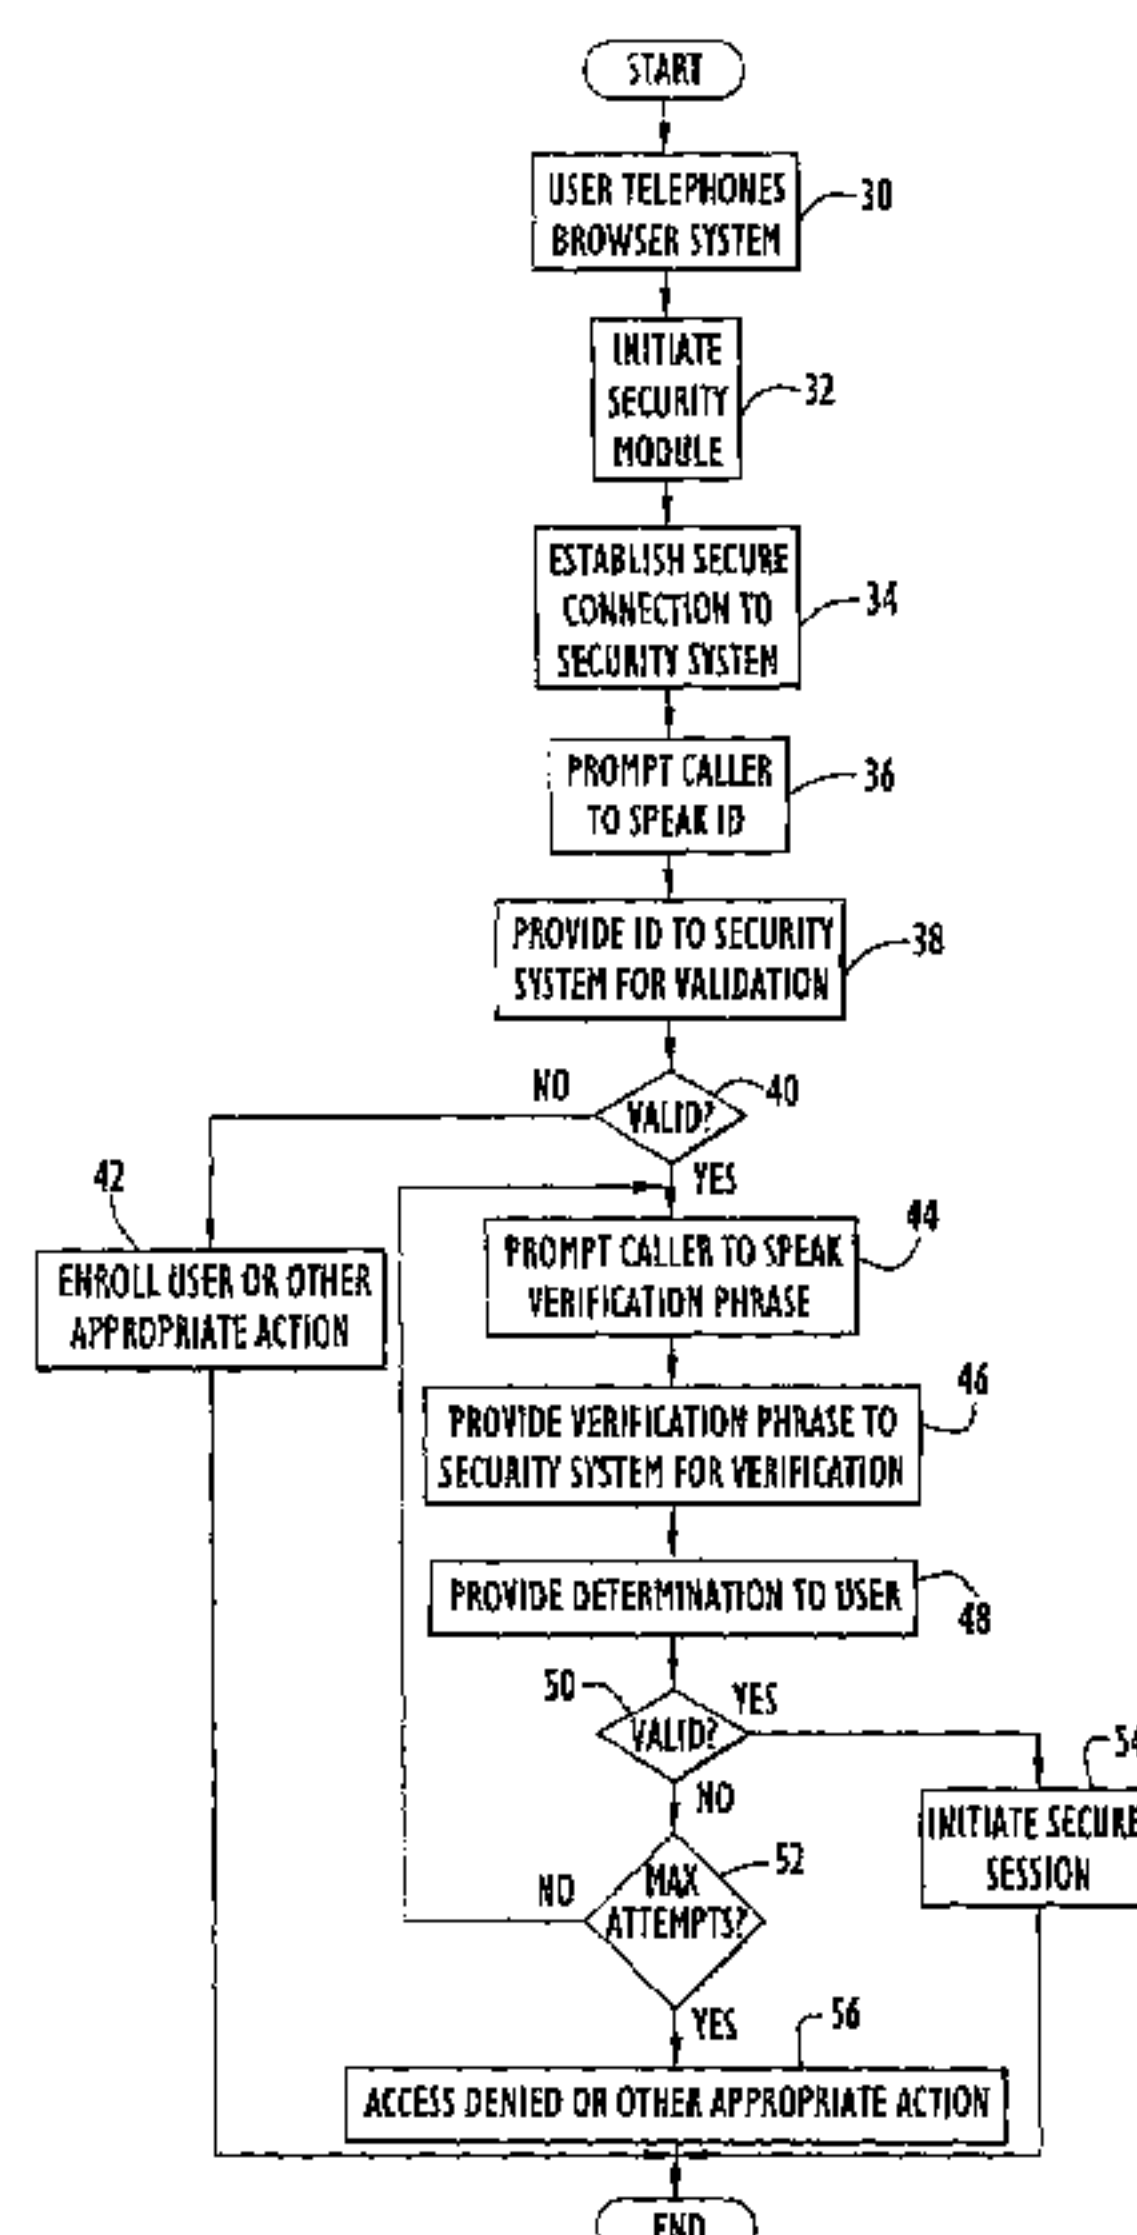 START
USER TELEPHONES
BROWSER SYSTEM
30
INITIATE
SECURITY
MODULE
32
ESTABLISH SECURE
CONNECTION TO
SECURITY SYSTEM
34
PROMPT CALLER
TO SPEAK ID
36
PROVIDE ID TO SECURITY
SYSTEM FOR VALIDATION
38
NO
VALID?
40
YES
42
ENROLL USER OR OTHER
APPROPRIATE ACTION
44
PROMPT CALLER TO SPEAK
VERIFICATION PHRASE
46
PROVIDE VERIFICATION PHRASE TO
SECURITY SYSTEM FOR VERIFICATION
PROVIDE DETERMINATION TO USER
48
50
VALID?
YES
NO
54
INITIATE SECURE
SESSION
MAX
ATTEMPTS?
52
NO
YES
56
ACCESS DENIED OR OTHER APPROPRIATE ACTION
END